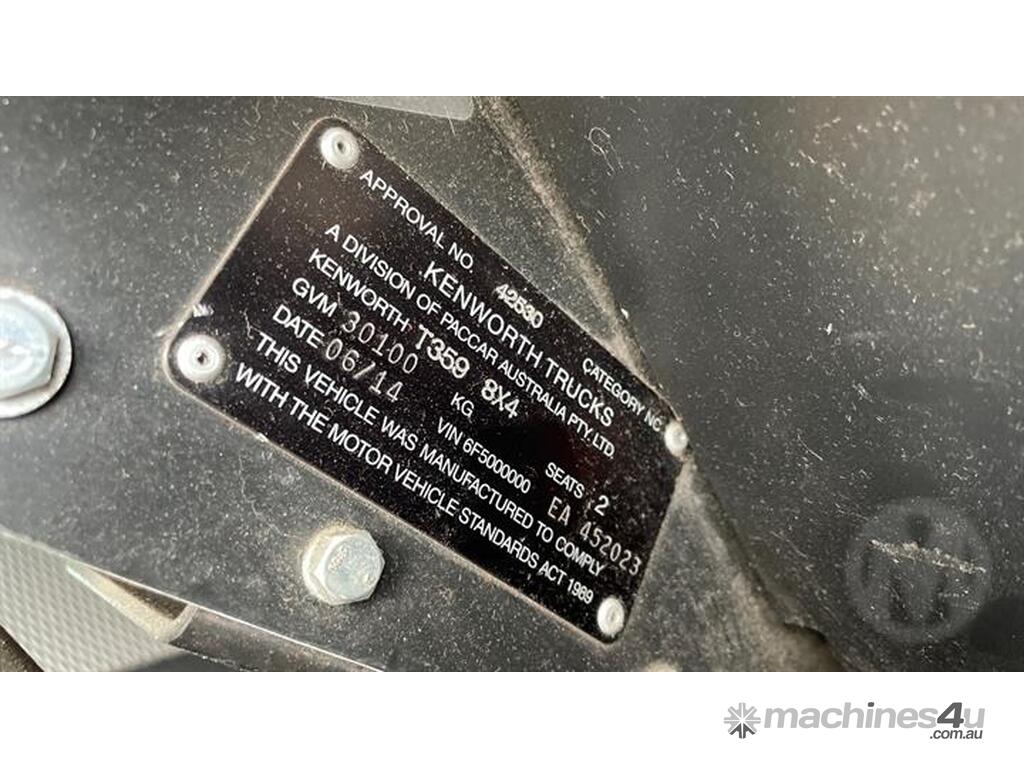 APPROVAL NO. 42530 CATEGORY NC
KENWORTH TRUCKS
A DIVISION OF PACCAR AUSTRALIA PTY. LTD.
KENWORTH T359 8X4
GVM 30100 KG SEATS 2
DATE 06/14 VIN 6F5000000 EA 452023
THIS VEHICLE WAS MANUFACTURED TO COMPLY
WITH THE MOTOR VEHICLE STANDARDS ACT 1989
machines4u
.com.au